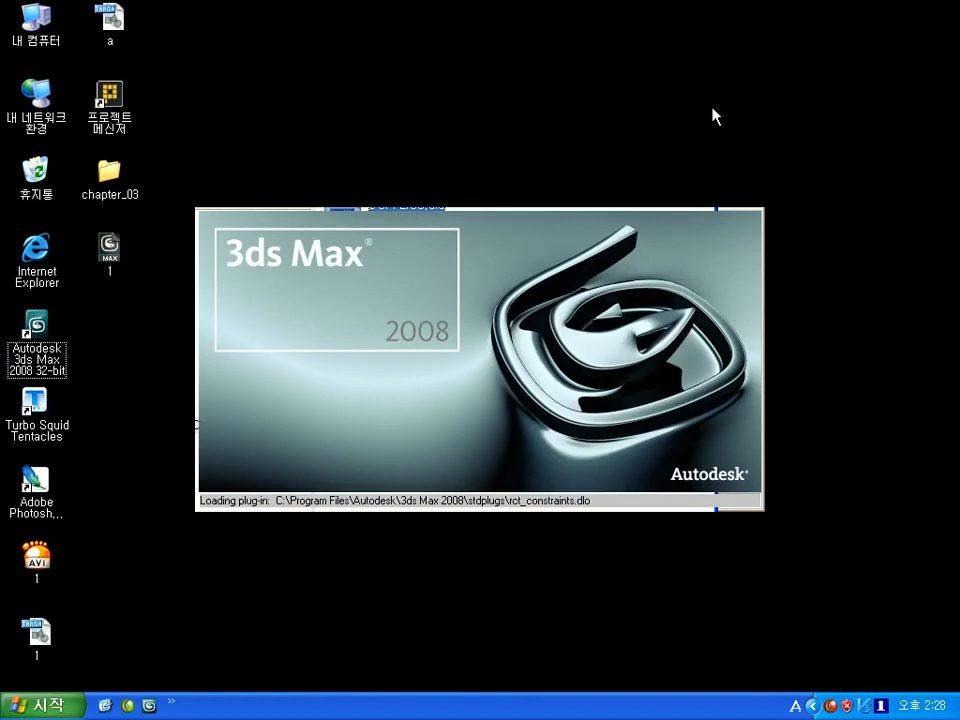 내 컴퓨터
TARGA
a
내 네트워크
환경
프로젝트
메신저
휴지통
chapter_03
Internet
Explorer
MAX
1
Autodesk
3ds Max
2008 32-bit
Turbo Squid
Tentacles
Adobe
Photosh...
AVI
1
TARGA
1
3ds Max®
2008
Autodesk®
Loading plug-in: C:\Program Files\Autodesk\3ds Max 2008\stdplugs\rct_constraints.dlo
시작
A
1
오후 2:28